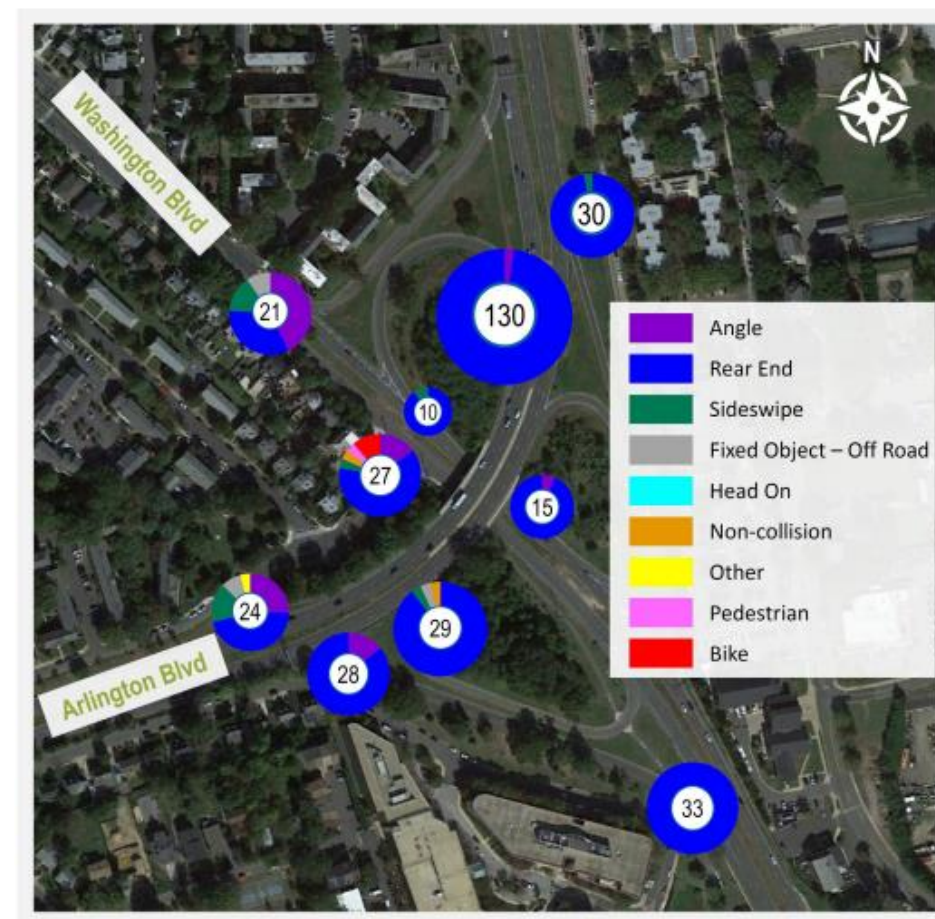 N
Washington Blvd
30
130
21
10
27
15
24
29
28
Arlington Blvd
33
Angle
Rear End
Sideswipe
Fixed Object – Off Road
Head On
Non-collision
Other
Pedestrian
Bike